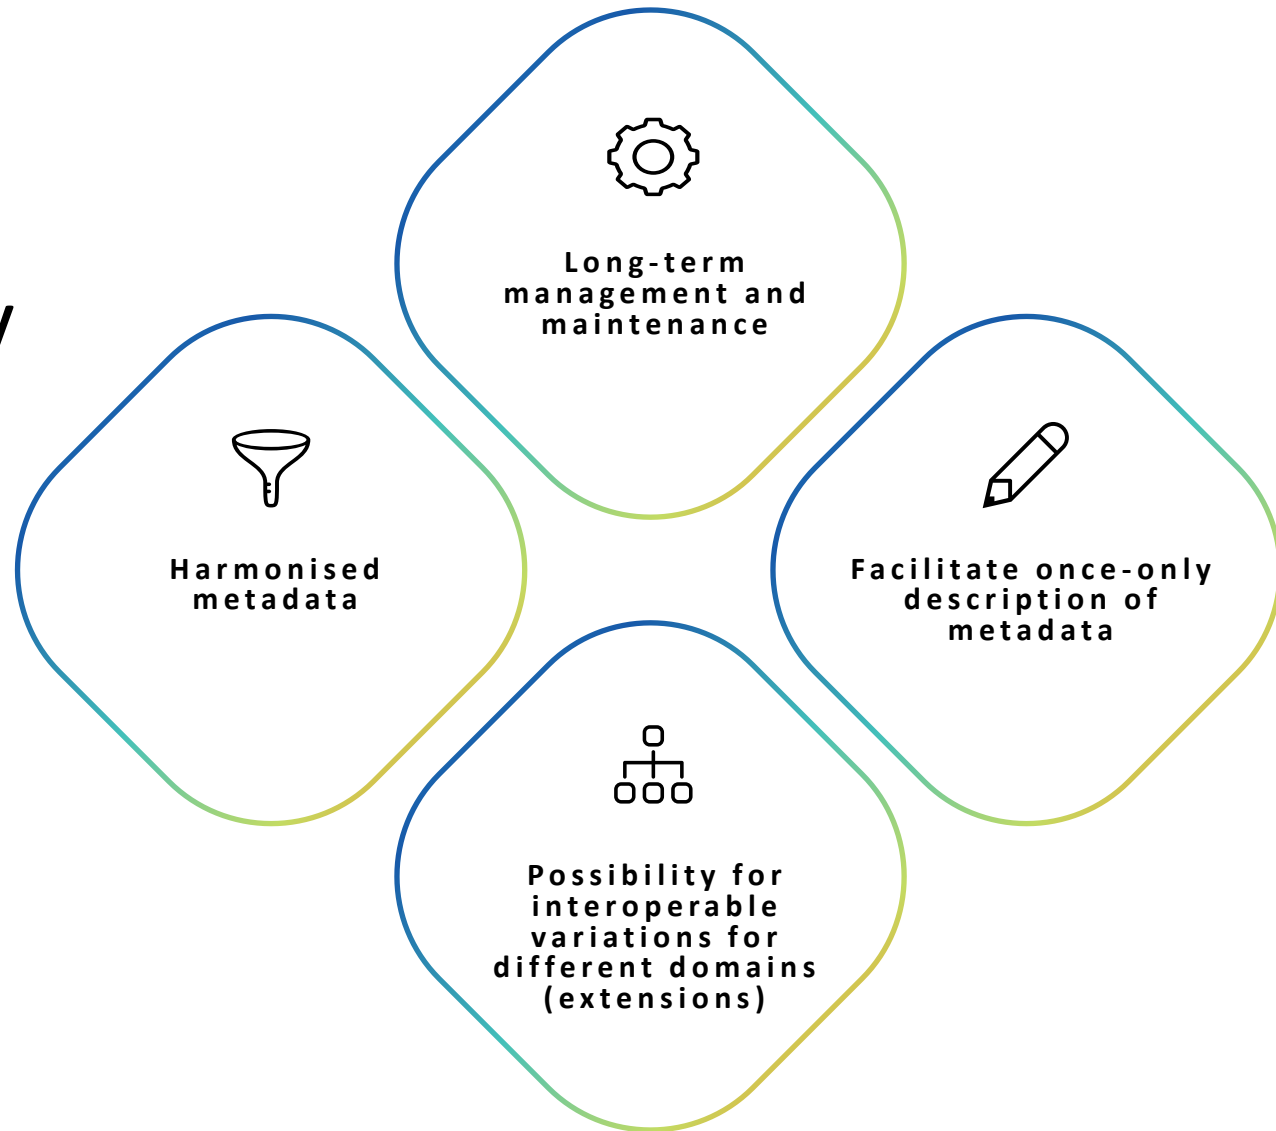 Long-term
management and
maintenance
Harmonised
metadata
Facilitate once-only
description of
metadata
Possibility for
interoperable
variations for
different domains
(extensions)